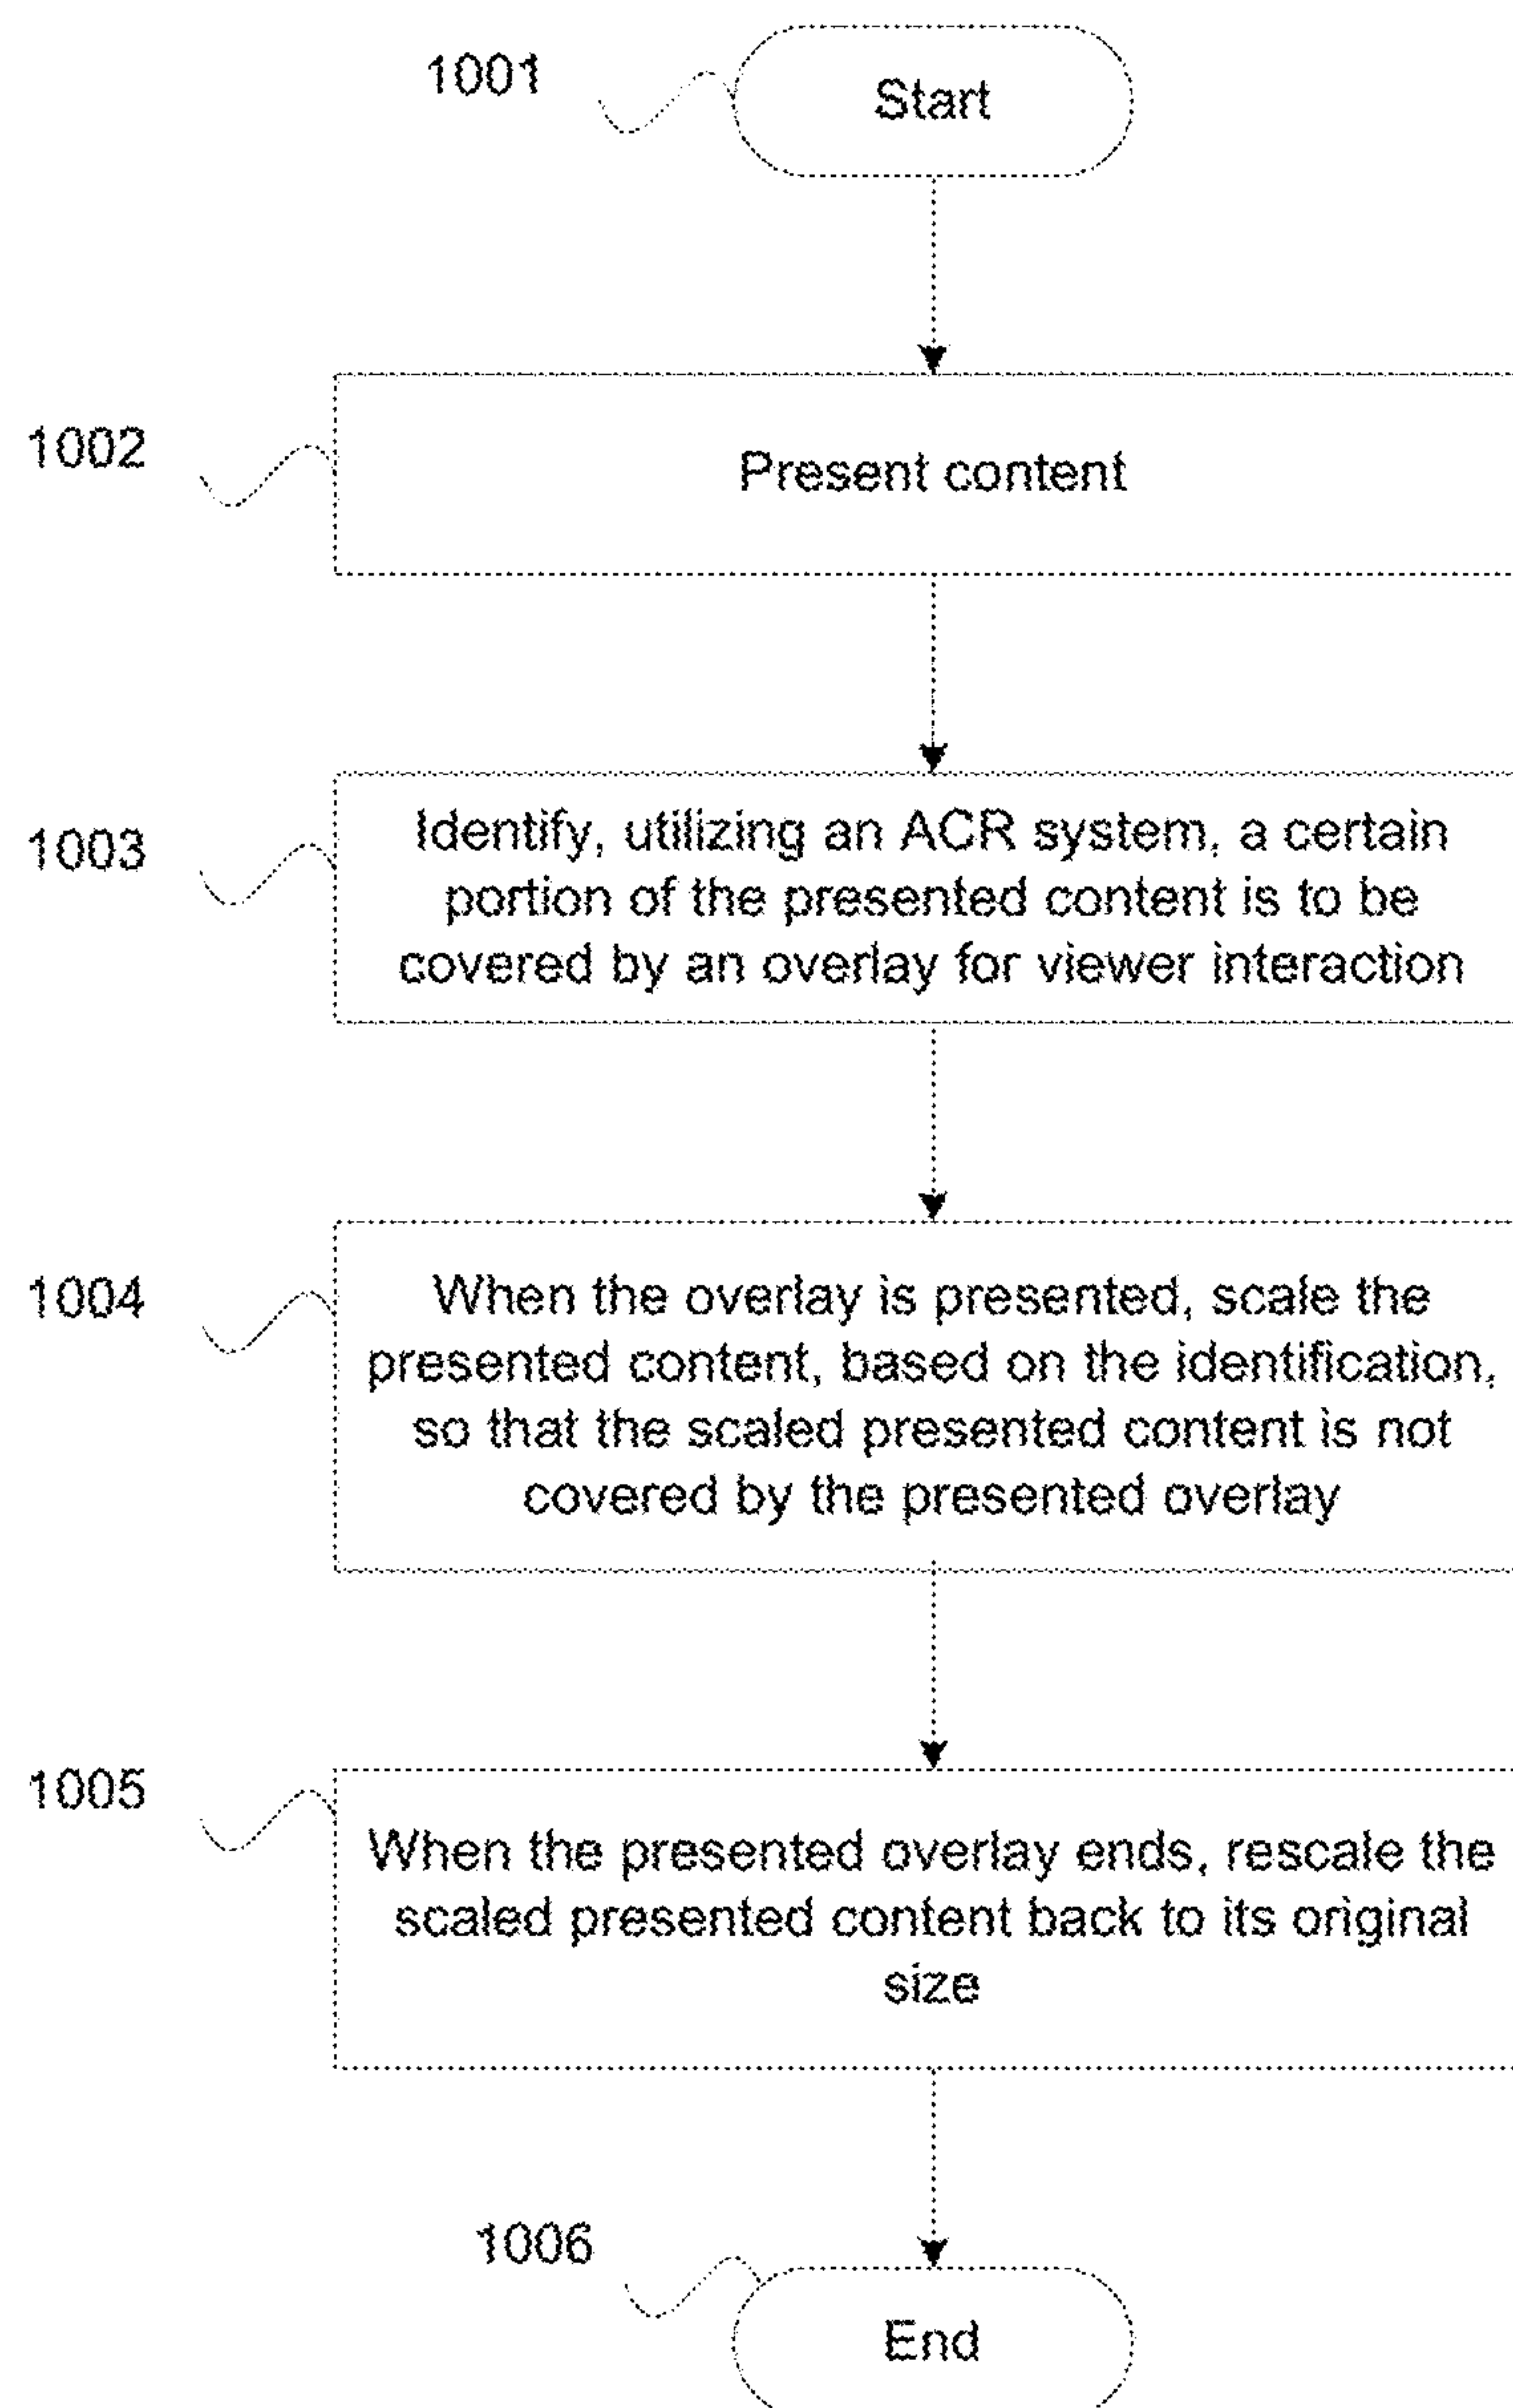 1001
Start
1002
Present content
1003
Identify, utilizing an ACR system, a certain
portion of the presented content is to be
covered by an overlay for viewer interaction
1004
When the overlay is presented, scale the
presented content, based on the identification,
so that the scaled presented content is not
covered by the presented overlay
1005
When the presented overlay ends, rescale the
scaled presented content back to its original
size
1006
End